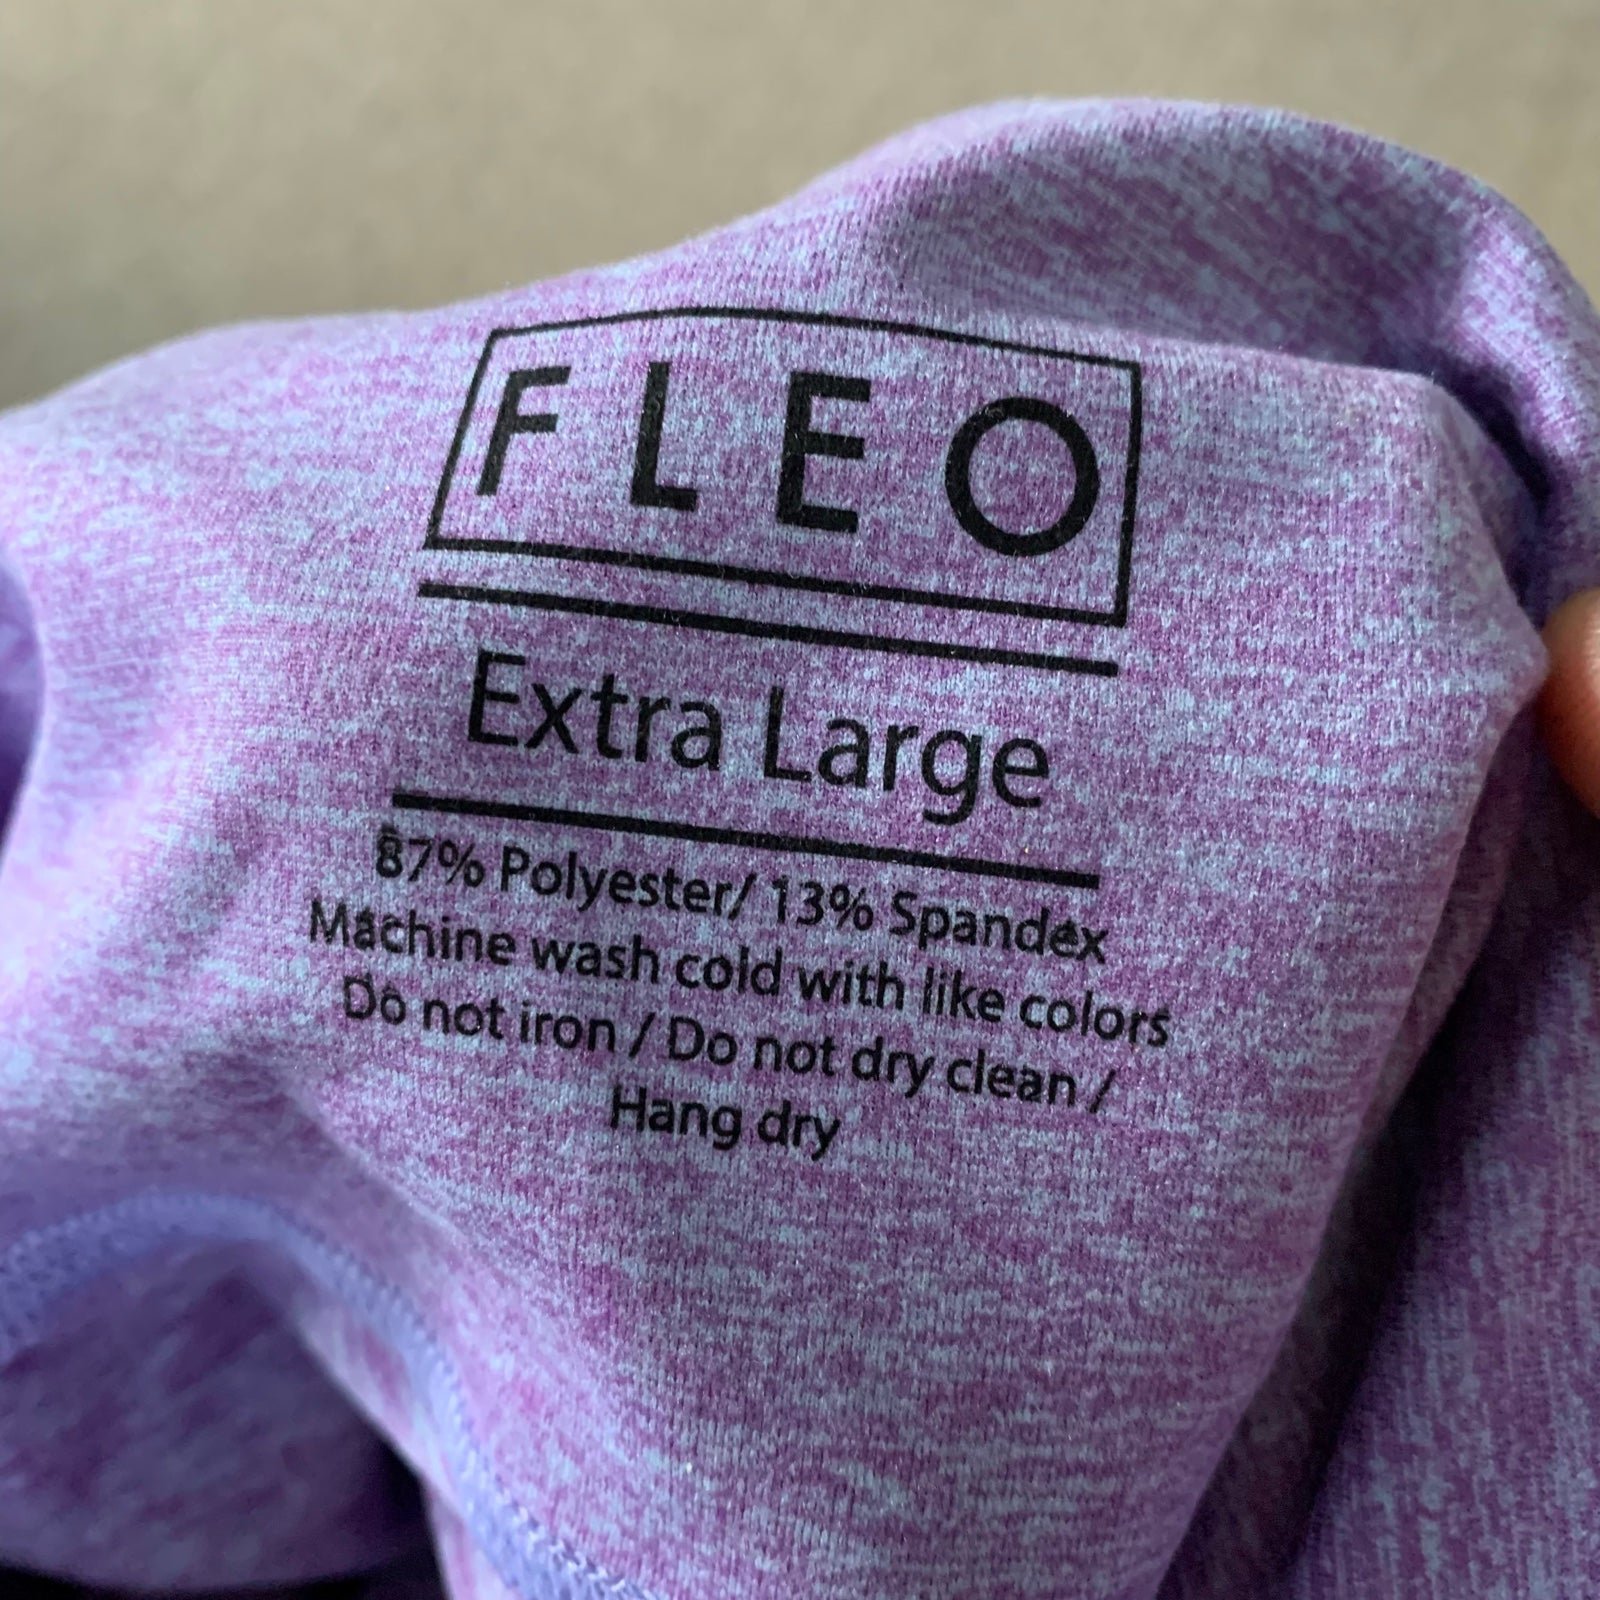 FLEO
Extra Large
87% Polyester/ 13% Spandex
Machine wash cold with like colors
Do not iron / Do not dry clean /
Hang dry